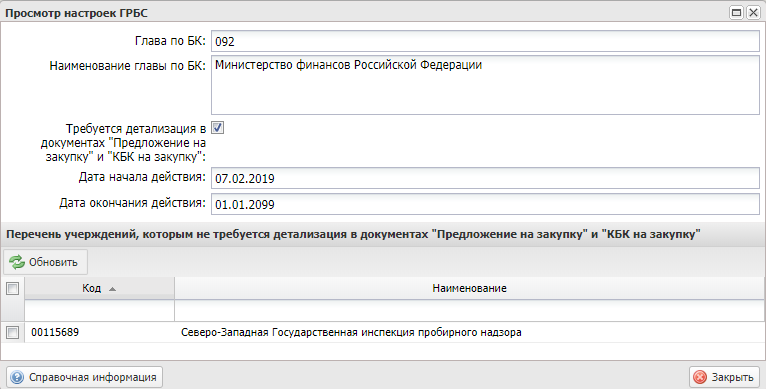 Просмотр настроек ГРБС
Глава по БК: 092
Наименование главы по БК: Министерство финансов Российской Федерации
Требуется детализация в
документах "Предложение на
закупку" и "КБК на закупку":
Дата начала действия: 07.02.2019
Дата окончания действия: 01.01.2099
Перечень учерждений, которым не требуется детализация в документах "Предложение на закупку" и "КБК на закупку"
Обновить
Код Наименование
00115689 Северо-Западная Государственная инспекция пробирного надзора
Справочная информация Закрыть